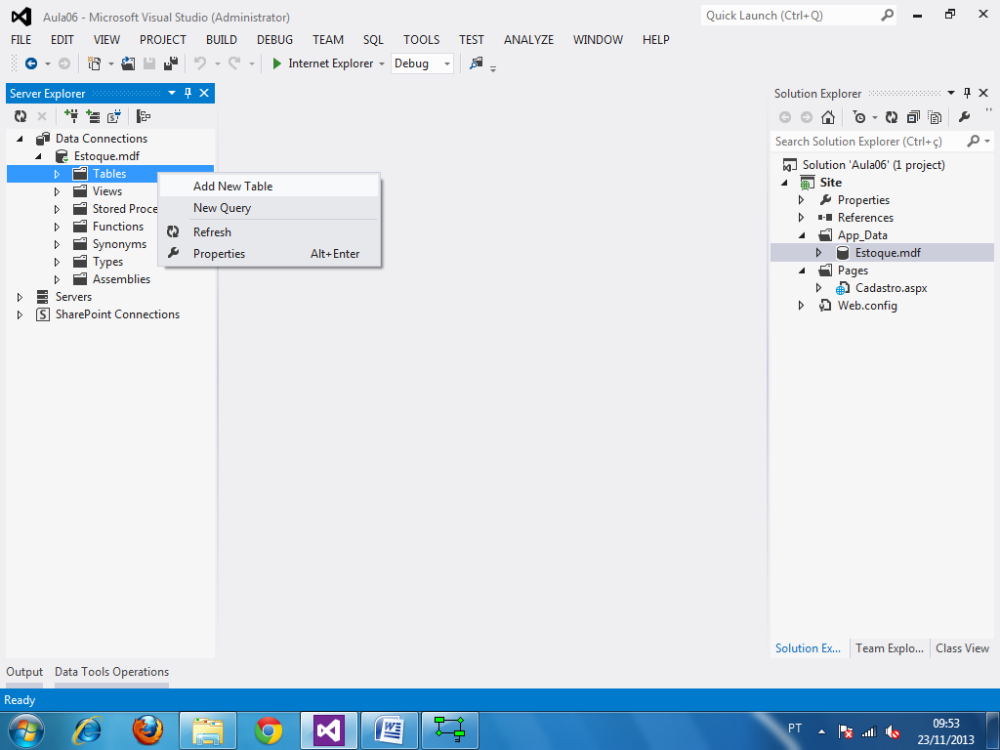 Aula06 - Microsoft Visual Studio (Administrator)
Quick Launch (Ctrl+Q)
FILE EDIT VIEW PROJECT BUILD DEBUG TEAM SQL TOOLS TEST ANALYZE WINDOW HELP
Internet Explorer Debug
Server Explorer
Data Connections
Estoque.mdf
Tables
Views
Stored Proce
Functions
Synonyms
Types
Assemblies
Servers
SharePoint Connections
Add New Table
New Query
Refresh
Properties Alt+Enter
Solution Explorer
Search Solution Explorer (Ctrl+ç)
Solution 'Aula06' (1 project)
Site
Properties
References
App_Data
Estoque.mdf
Pages
Cadastro.aspx
Web.config
Solution Ex... Team Explo... Class View
Output Data Tools Operations
Ready
PT
09:53
23/11/2013